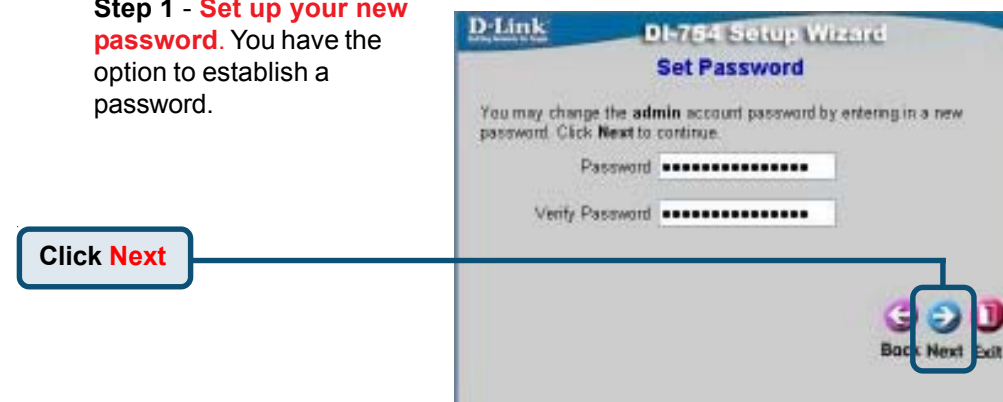 Step 1 - Set up your new
password. You have the
option to establish a
password.
Click Next
D-Link
DI-754 Setup Wizard
Set Password
You may change the admin account password by entering in a new
password. Click Next to continue.
Password •••••••••••••••
Verify Password •••••••••••••••
Back Next Exit